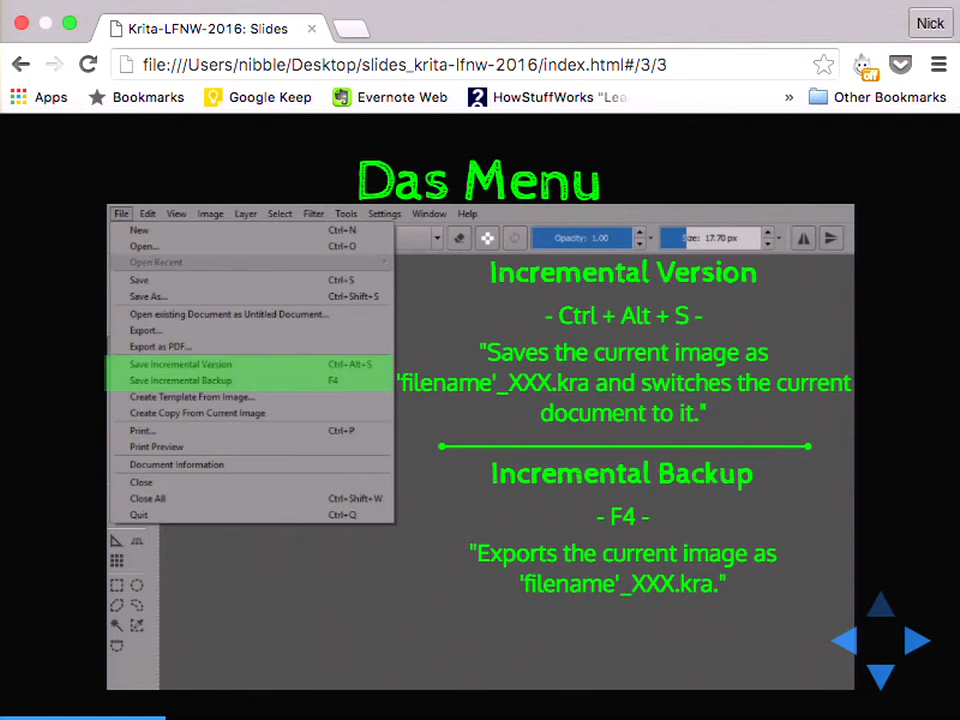 Krita-LFNW-2016: Slides
Nick
file:///Users/nibble/Desktop/slides_krita-lfnw-2016/index.html#/3/3
off
Apps Bookmarks Google Keep Evernote Web HowStuffWorks "Lea » Other Bookmarks
Das Menu
File Edit View Image Layer Select Filter Tools Settings Window Help
Opacity: 1.00 Size: 17.70 px
New Ctrl+N
Open... Ctrl+O
Open Recent
Save Ctrl+S
Save As... Ctrl+Shift+S
Open existing Document as Untitled Document...
Export...
Export as PDF...
Save Incremental Version Ctrl+Alt+S
Save Incremental Backup F4
Create Template From Image...
Create Copy From Current Image
Print... Ctrl+P
Print Preview
Document Information
Close
Close All Ctrl+Shift+W
Quit Ctrl+Q
Incremental Version
- Ctrl + Alt + S -
"Saves the current image as
'filename'_XXX.kra and switches the current
document to it."
Incremental Backup
- F4 -
"Exports the current image as
'filename'_XXX.kra."